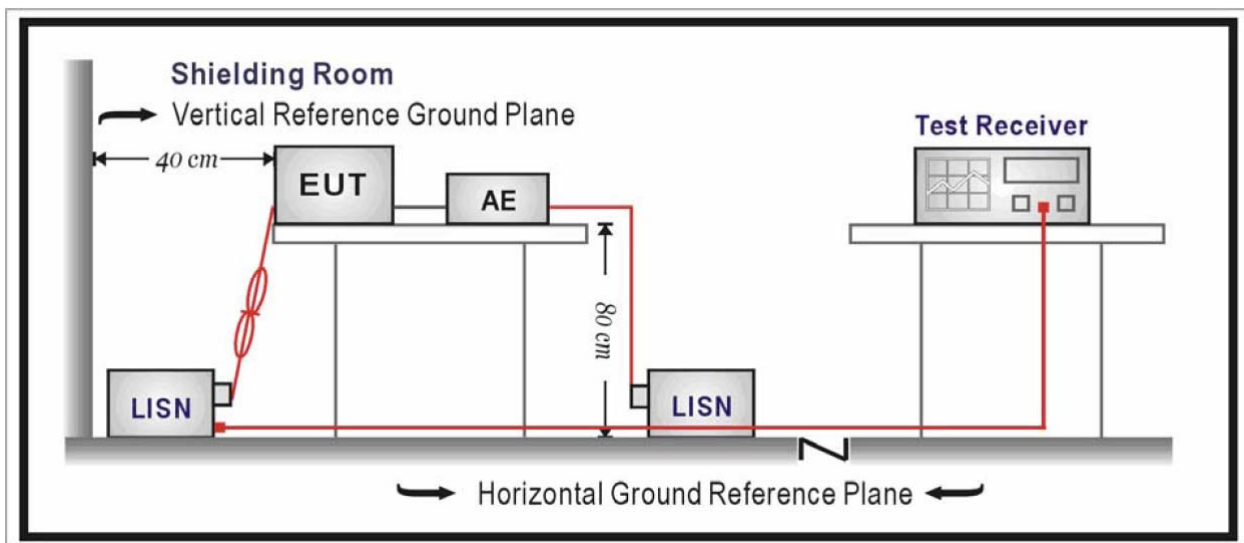 Shielding Room
Vertical Reference Ground Plane
40 cm
EUT
AE
Test Receiver
80 cm
LISN
LISN
Horizontal Ground Reference Plane